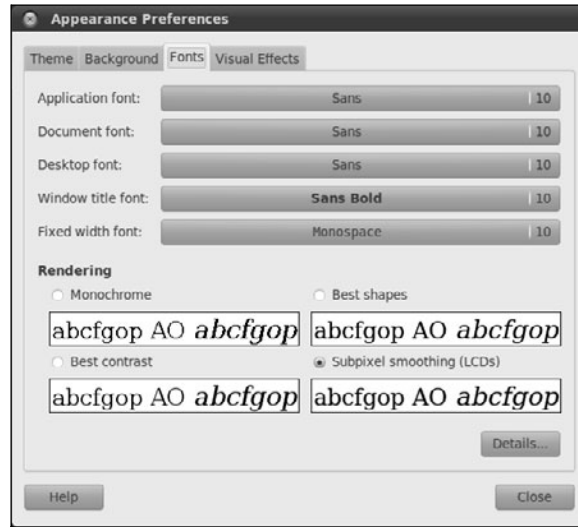 Appearance Preferences
Theme Background Fonts Visual Effects
Application font: Sans 10
Document font: Sans 10
Desktop font: Sans 10
Window title font: Sans Bold 10
Fixed width font: Monospace 10
Rendering
Monochrome Best shapes
abcfgop AO abcfgop abcfgop AO abcfgop
Best contrast Subpixel smoothing (LCDs)
abcfgop AO abcfgop abcfgop AO abcfgop
Details...
Help Close